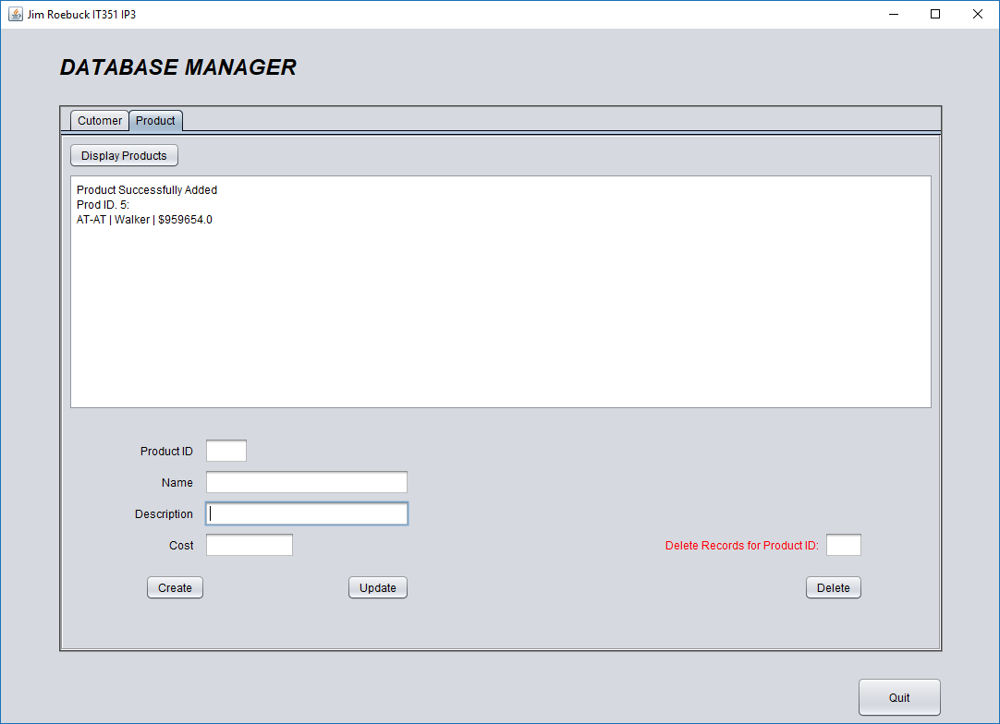 Jim Roebuck IT351 IP3
DATABASE MANAGER
Cutomer Product
Display Products
Product Successfully Added
Prod ID. 5:
AT-AT | Walker | $959654.0
Product ID
Name
Description
Cost
Delete Records for Product ID:
Create Update Delete
Quit